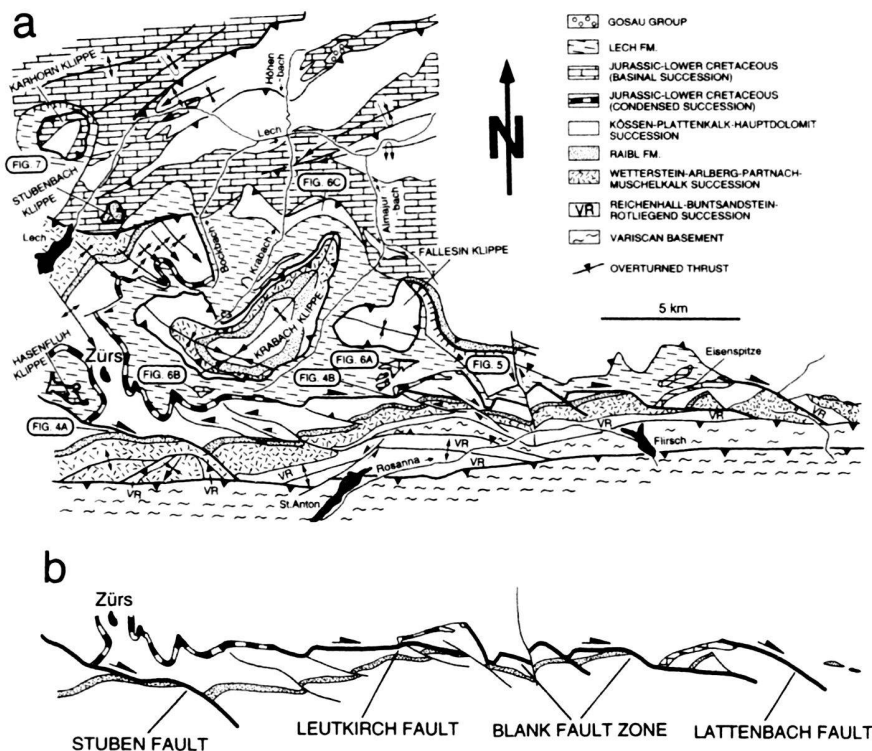 a
KARHORN KLIPPE
FIG. 7
STUBENBACH
KLIPPE
Lech
HASENFLUH
KLIPPE
Zürs
FIG. 4A
Höhen
-bach
Lech
FIG. 6C
Almajur
-bach
Bockbach
Krabach
FALLESIN KLIPPE
KRABACH KLIPPE
FIG. 6A
FIG. 6B
FIG. 4B
FIG. 5
Eisenspitze
VR
VR
VR
VR
VR
VR
VR
VR
VR
Flirsch
Rosanna
St.Anton
N
GOSAU GROUP
LECH FM.
JURASSIC-LOWER CRETACEOUS
(BASINAL SUCCESSION)
JURASSIC-LOWER CRETACEOUS
(CONDENSED SUCCESSION)
KÖSSEN-PLATTENKALK-HAUPTDOLOMIT
SUCCESSION
RAIBL FM.
WETTERSTEIN-ARLBERG-PARTNACH-
MUSCHELKALK SUCCESSION
VR
REICHENHALL-BUNTSANDSTEIN-
ROTLIEGEND SUCCESSION
VARISCAN BASEMENT
OVERTURNED THRUST
5 km
b
Zürs
STUBEN FAULT
LEUTKIRCH FAULT
BLANK FAULT ZONE
LATTENBACH FAULT